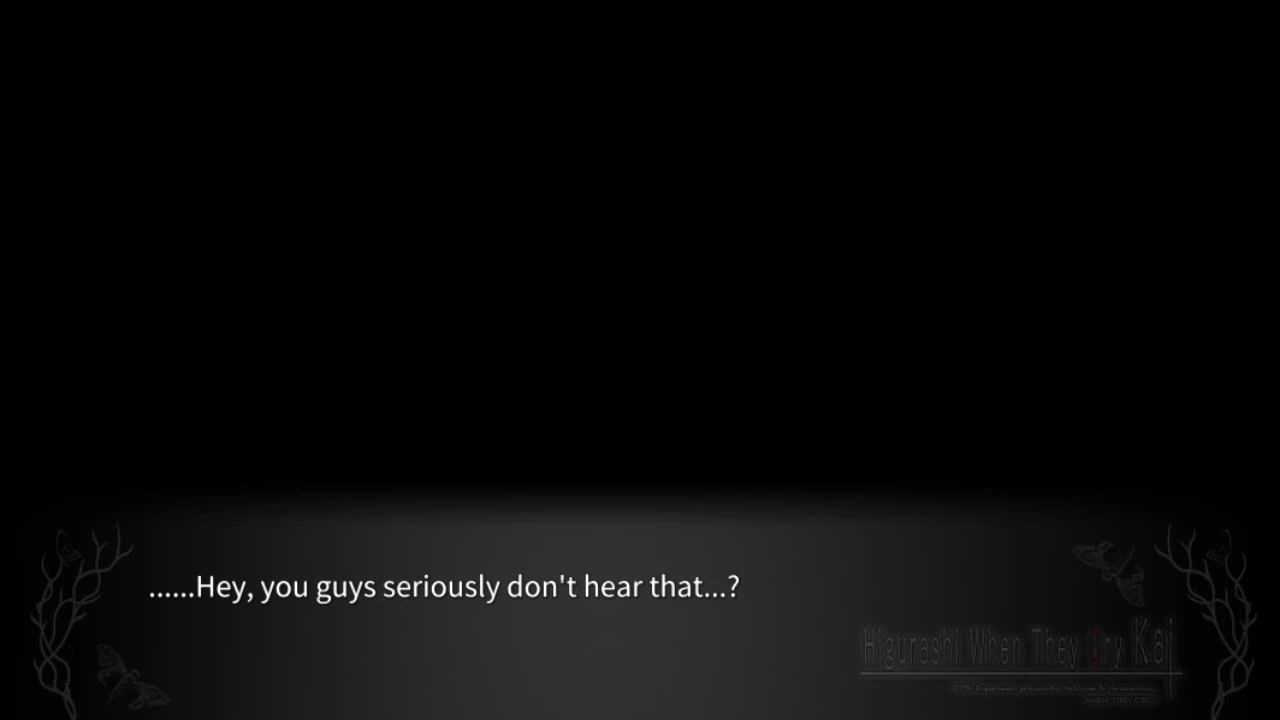 ......Hey, you guys seriously don't hear that...?
Higurashi When They Cry Kai